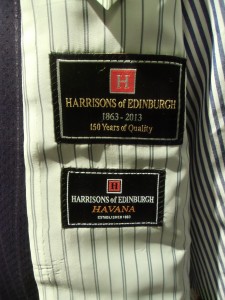 H
HARRISONS of EDINBURGH
1863 - 2013
150 Years of Quality
H
HARRISONS of EDINBURGH
HAVANA
ESTABLISHED 1863